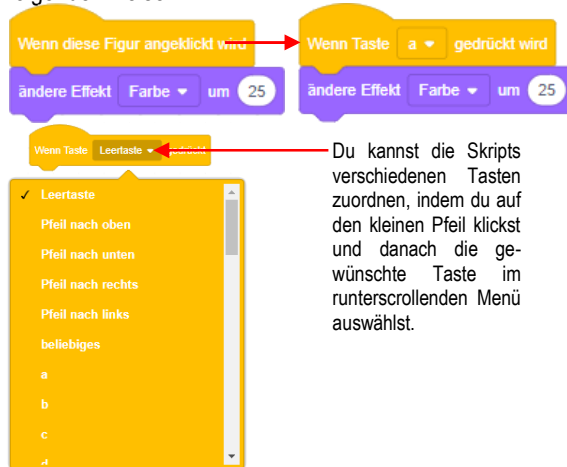 Wenn diese Figur angeklickt wird
ändere Effekt Farbe um 25
Wenn Taste a gedrückt wird
ändere Effekt Farbe um 25
Wenn Taste Leertaste gedrückt
✓ Leertaste
Pfeil nach oben
Pfeil nach unten
Pfeil nach rechts
Pfeil nach links
beliebiges
a
b
c
d
Du kannst die Skripts
verschiedenen Tasten
zuordnen, indem du auf
den kleinen Pfeil klickst
und danach die ge-
wünschte Taste im
runterscrollenden Menü
auswählst.